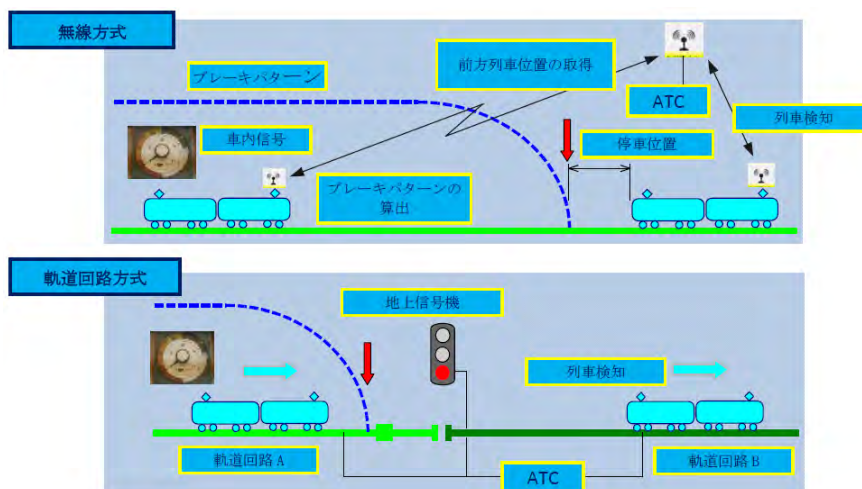 無線方式
ブレーキパターン
前方列車位置の取得
ATC
列車検知
車内信号
停車位置
ブレーキパターンの
算出
軌道回路方式
地上信号機
列車検知
軌道回路A
ATC
軌道回路B